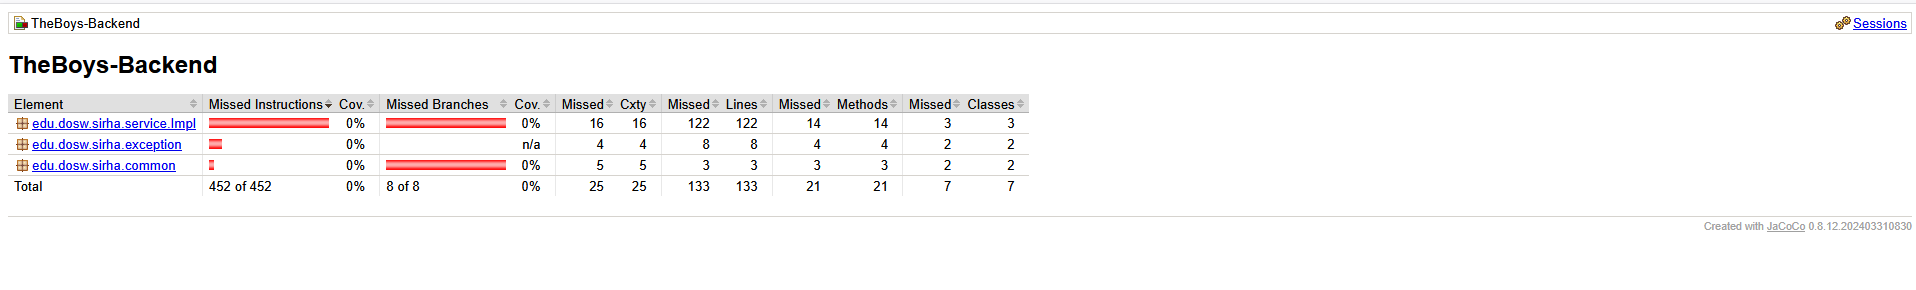 TheBoys-Backend Sessions
TheBoys-Backend
Element Missed Instructions Cov. Missed Branches Cov. Missed Cxty Missed Lines Missed Methods Missed Classes
edu.dosw.sirha.service.Impl 0% 0% 16 16 122 122 14 14 3 3
edu.dosw.sirha.exception 0% n/a 4 4 8 8 4 4 2 2
edu.dosw.sirha.common 0% 0% 5 5 3 3 3 3 2 2
Total 452 of 452 0% 8 of 8 0% 25 25 133 133 21 21 7 7
Created with JaCoCo 0.8.12.202403310830